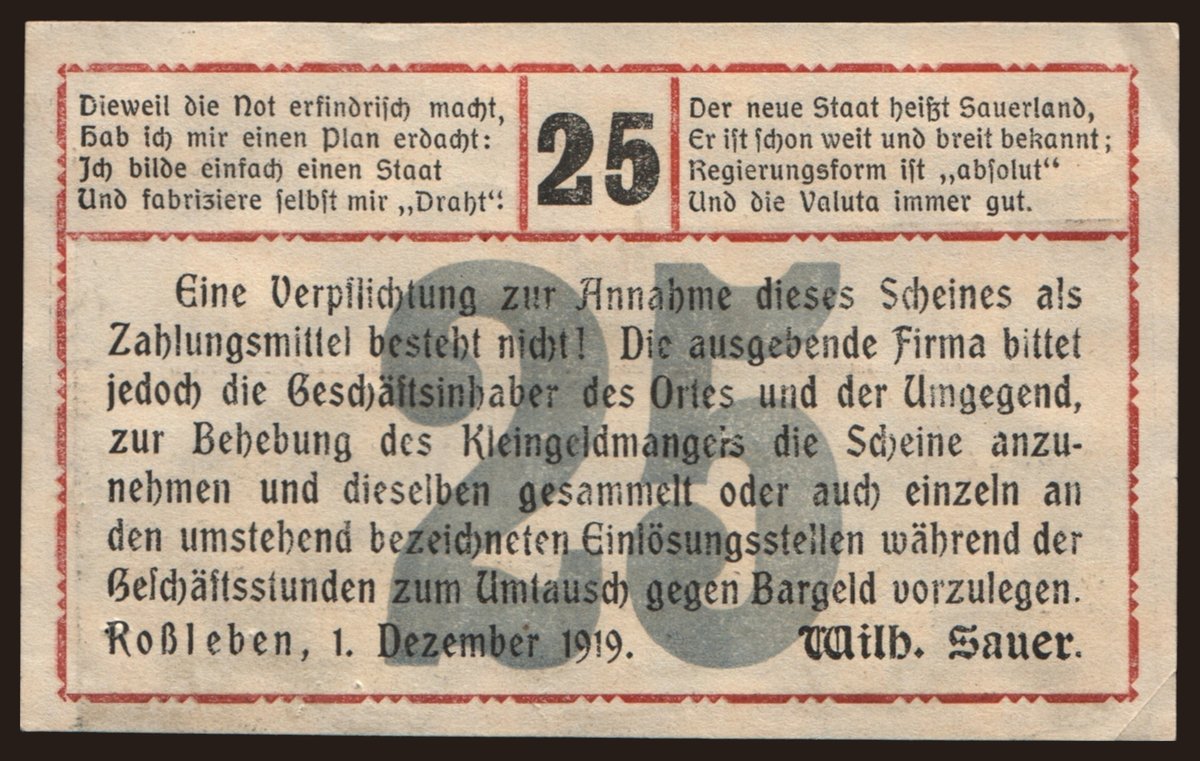 Dieweil die Not erfindrisch macht,
Hab ich mir einen Plan erdacht:
Ich bilde einfach einen Staat
Und fabriziere selbst mir „Draht“.
25
Der neue Staat heißt Sauerland,
Er ist schon weit und breit bekannt;
Regierungsform ist „absolut“
Und die Valuta immer gut.
25
Eine Verpflichtung zur Annahme dieses Scheines als
Zahlungsmittel besteht nicht! Die ausgebende Firma bittet
jedoch die Geschäftsinhaber des Ortes und der Umgegend,
zur Behebung des Kleingeldmangels die Scheine anzu-
nehmen und dieselben gesammelt oder auch einzeln an
den umstehend bezeichneten Einlösungsstellen während der
Geschäftsstunden zum Umtausch gegen Bargeld vorzulegen.
Roßleben, 1. Dezember 1919. Wilh. Sauer.